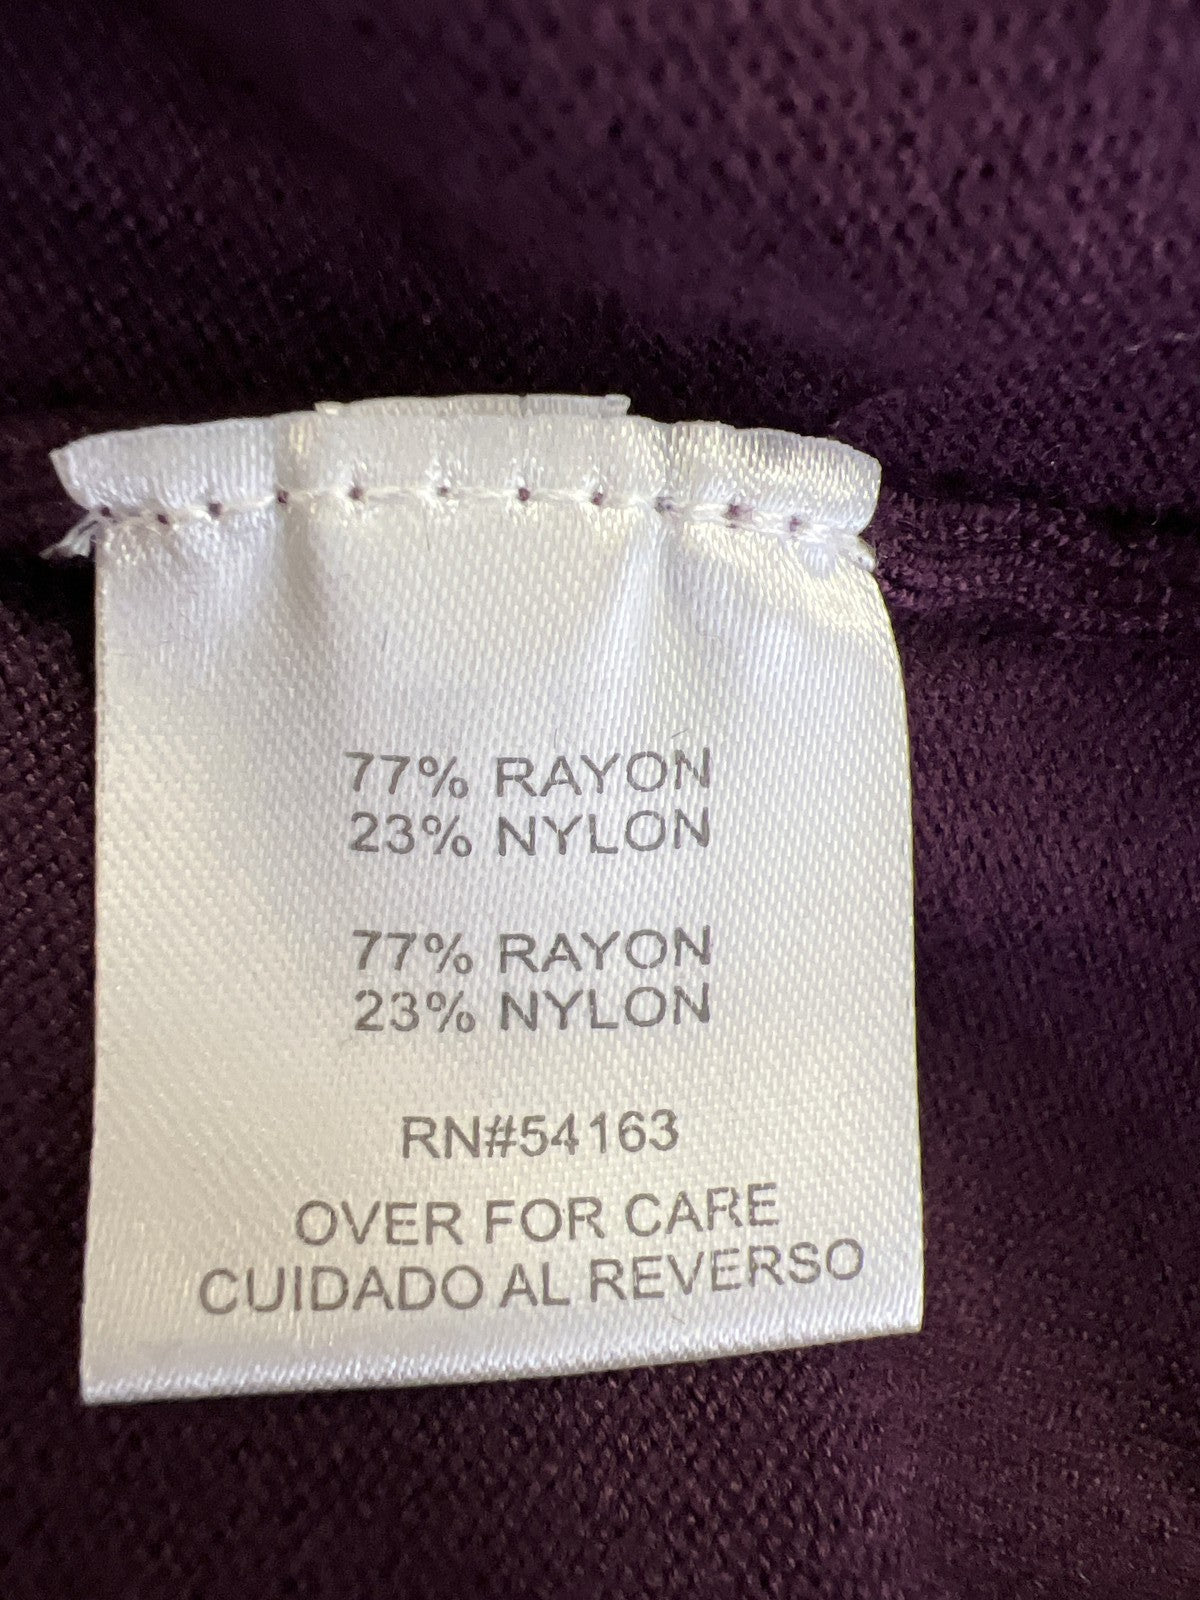 77% RAYON
23% NYLON
77% RAYON
23% NYLON
RN#54163
OVER FOR CARE
CUIDADO AL REVERSO